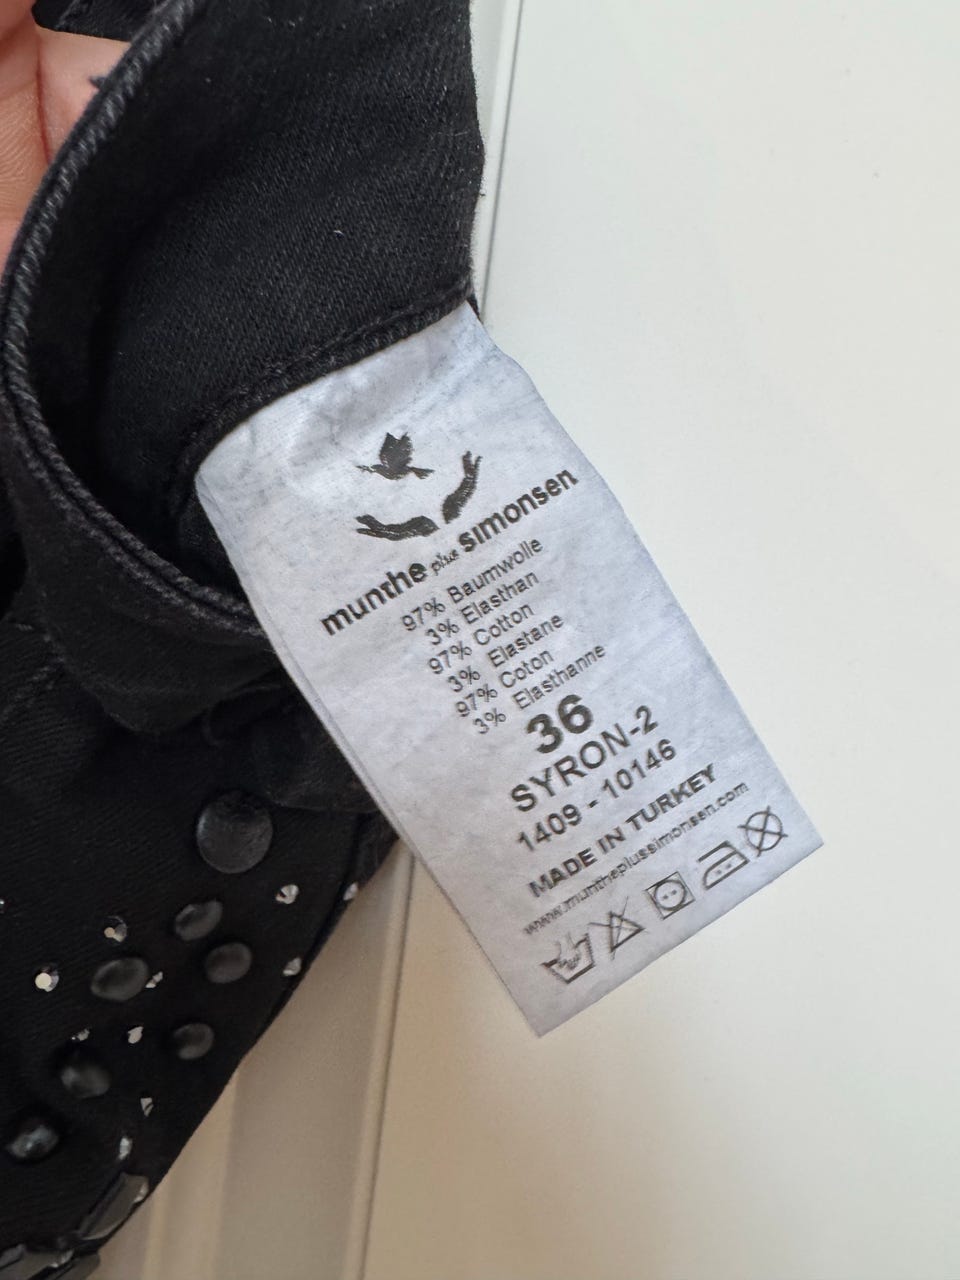 munthe plus simonsen
97% Baumwolle
3% Elasthan
97% Cotton
3% Elastane
97% Coton
3% Elasthanne
36
SYRON-2
1409 - 10146
MADE IN TURKEY
www.muntheplussimonsen.com